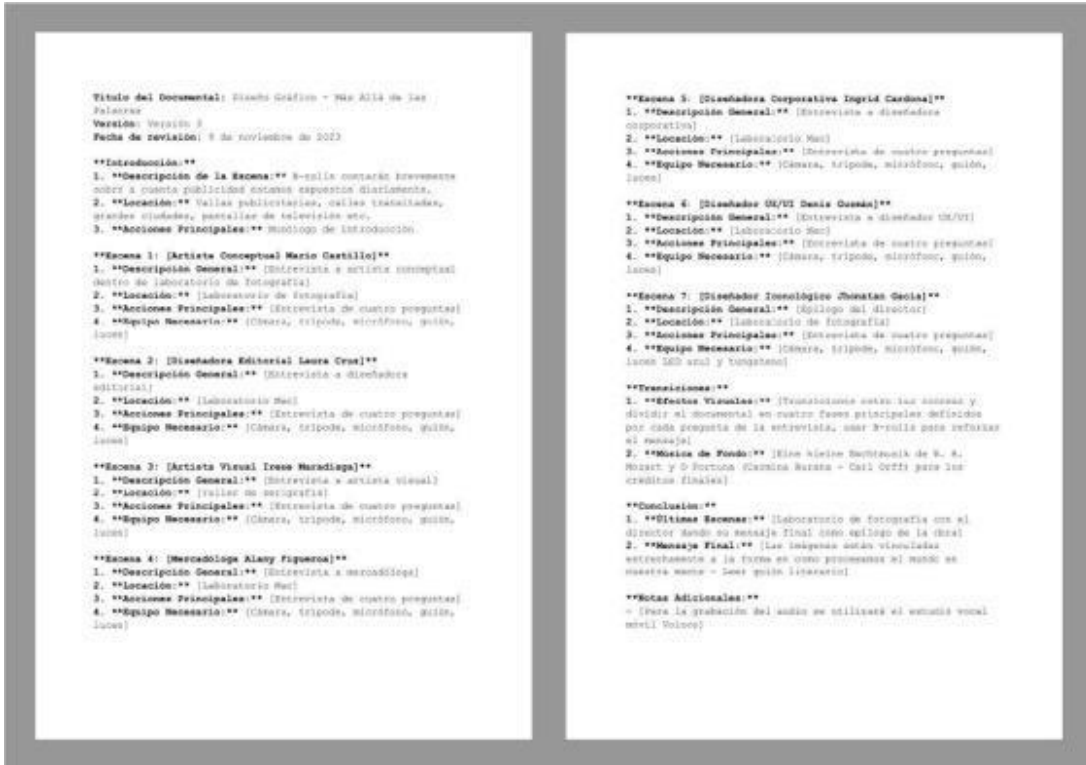 Título del Documental: Diseño Gráfico - Más Allá de las
Palabras
Versión: Versión 3
Fecha de revisión: 9 de noviembre de 2023
**Introducción:**
1. **Descripción de la Escena:** B-rolls contarán brevemente
sobre a cuanta publicidad estamos expuestos diariamente.
2. **Locación:** Vallas publicitarias, calles transitadas,
grandes ciudades, pantallas de televisión etc.
3. **Acciones Principales:** Monólogo de introducción.
**Escena 1: [Artista Conceptual Mario Castillo]**
1. **Descripción General:** [Entrevista a artista conceptual
dentro de laboratorio de fotografía]
2. **Locación:** [Laboratorio de fotografía]
3. **Acciones Principales:** [Entrevista de cuatro preguntas]
4. **Equipo Necesario:** [Cámara, trípode, micrófono, guión,
luces]
**Escena 2: [Diseñadora Editorial Laura Cruz]**
1. **Descripción General:** [Entrevista a diseñadora
editorial]
2. **Locación:** [Laboratorio Mac]
3. **Acciones Principales:** [Entrevista de cuatro preguntas]
4. **Equipo Necesario:** [Cámara, trípode, micrófono, guión,
luces]
**Escena 3: [Artista Visual Irese Maradiaga]**
1. **Descripción General:** [Entrevista a artista visual]
2. **Locación:** [Taller de serigrafía]
3. **Acciones Principales:** [Entrevista de cuatro preguntas]
4. **Equipo Necesario:** [Cámara, trípode, micrófono, guión,
luces]
**Escena 4: [Mercadóloga Alany Figueroa]**
1. **Descripción General:** [Entrevista a mercadóloga]
2. **Locación:** [Laboratorio Mac]
3. **Acciones Principales:** [Entrevista de cuatro preguntas]
4. **Equipo Necesario:** [Cámara, trípode, micrófono, guión,
luces]
**Escena 5: [Diseñadora Corporativa Ingrid Cardona]**
1. **Descripción General:** [Entrevista a diseñadora
corporativa]
2. **Locación:** [Laboratorio Mac]
3. **Acciones Principales:** [Entrevista de cuatro preguntas]
4. **Equipo Necesario:** [Cámara, trípode, micrófono, guión,
luces]
**Escena 6: [Diseñador UX/UI Denis Guzmán]**
1. **Descripción General:** [Entrevista a diseñador UX/UI]
2. **Locación:** [Laboratorio Mac]
3. **Acciones Principales:** [Entrevista de cuatro preguntas]
4. **Equipo Necesario:** [Cámara, trípode, micrófono, guión,
luces]
**Escena 7: [Diseñador Iconológico Jhonatan Gacia]**
1. **Descripción General:** [Epílogo del director]
2. **Locación:** [Laboratorio de fotografía]
3. **Acciones Principales:** [Entrevista de cuatro preguntas]
4. **Equipo Necesario:** [Cámara, trípode, micrófono, guión,
luces LED azul y tungsteno]
**Transiciones:**
1. **Efectos Visuales:** [Transiciones entre las escenas y
dividir el documental en cuatro fases principales definidos
por cada pregunta de la entrevista, usar B-rolls para reforzar
el mensaje]
2. **Música de Fondo:** [Eine kleine Nachtmusik de W. A.
Mozart y O Fortuna (Carmina Burana - Carl Orff) para los
créditos finales]
**Conclusión:**
1. **Últimas Escenas:** [Laboratorio de fotografía con el
director dando su mensaje final como epílogo de la obra]
2. **Mensaje Final:** [Las imágenes están vinculadas
estrechamente a la forma en como procesamos el mundo en
nuestra mente - Leer guión literario]
**Notas Adicionales:**
- [Para la grabación del audio se utilizará el estudio vocal
móvil Voloco]